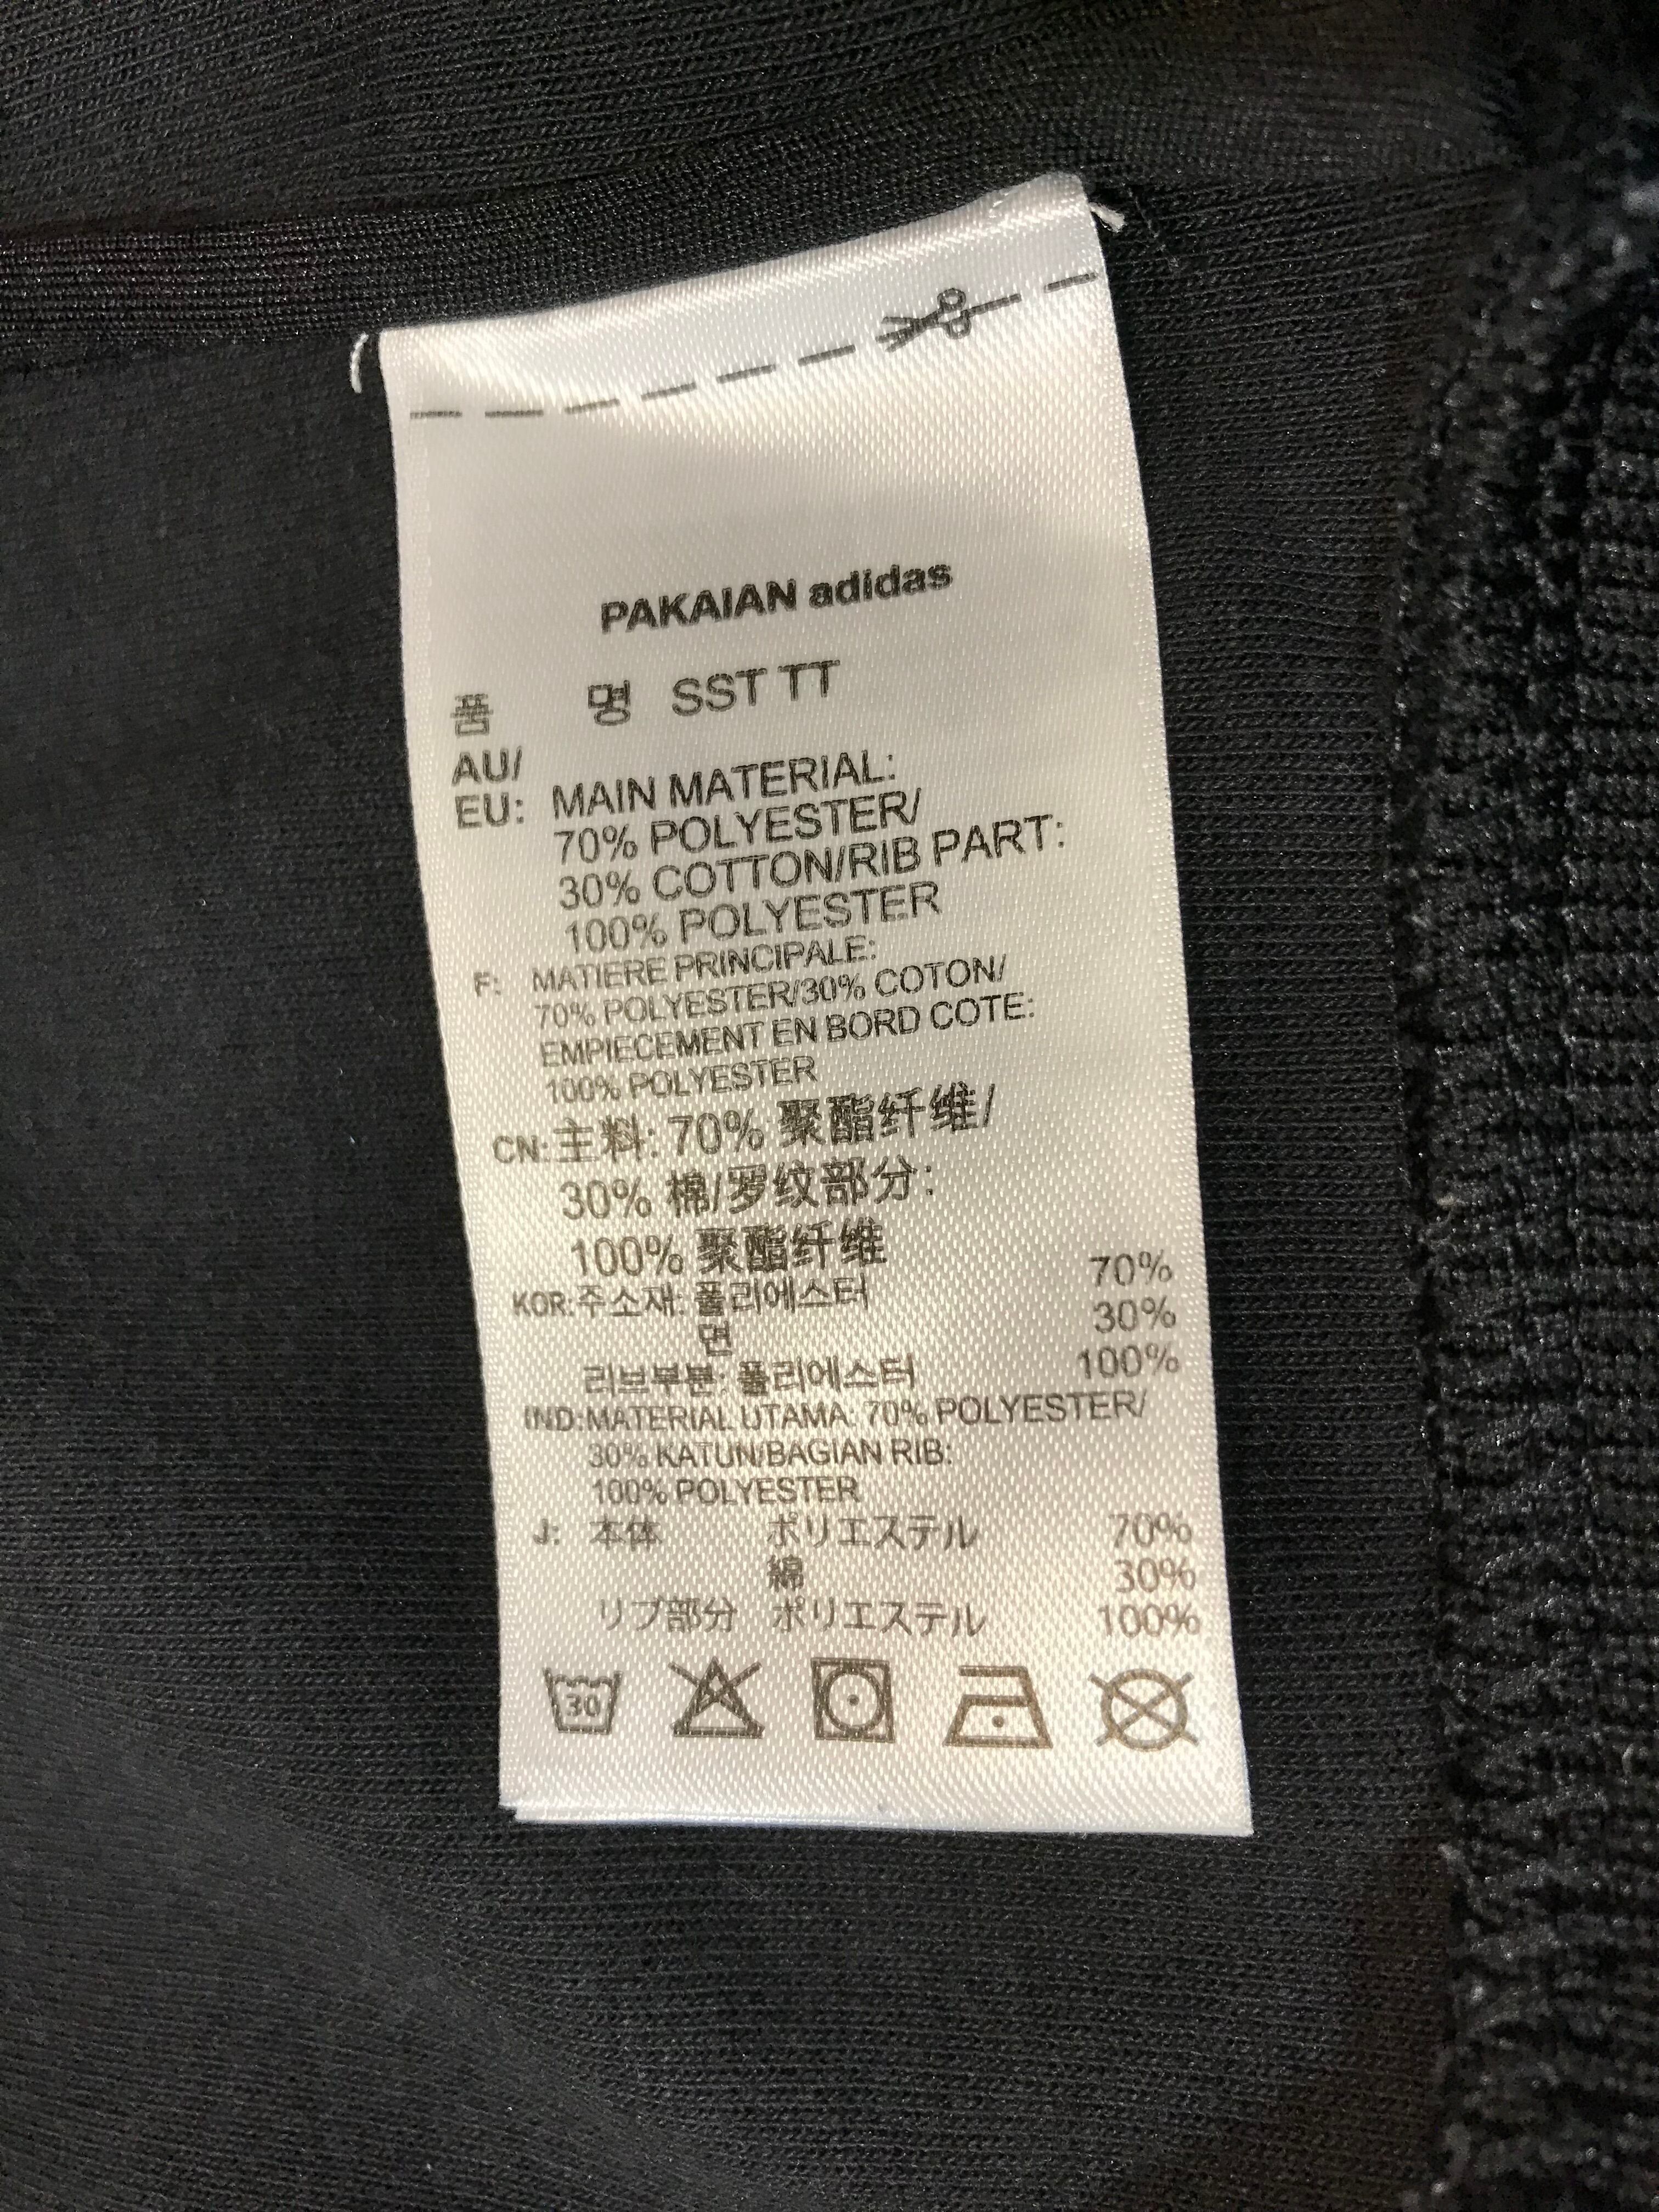 PAKAIAN adidas
품 명 SST TT
AU/
EU: MAIN MATERIAL:
70% POLYESTER/
30% COTTON/RIB PART:
100% POLYESTER
F: MATIERE PRINCIPALE:
70% POLYESTER/30% COTON/
EMPIECEMENT EN BORD COTE:
100% POLYESTER
CN:主料: 70% 聚酯纤维/
30% 棉/罗纹部分:
100% 聚酯纤维
KOR:주소재: 폴리에스터 70%
면 30%
리브부분: 폴리에스터 100%
IND:MATERIAL UTAMA: 70% POLYESTER/
30% KATUN/BAGIAN RIB:
100% POLYESTER
J: 本体 ポリエステル 70%
綿 30%
リブ部分 ポリエステル 100%
30